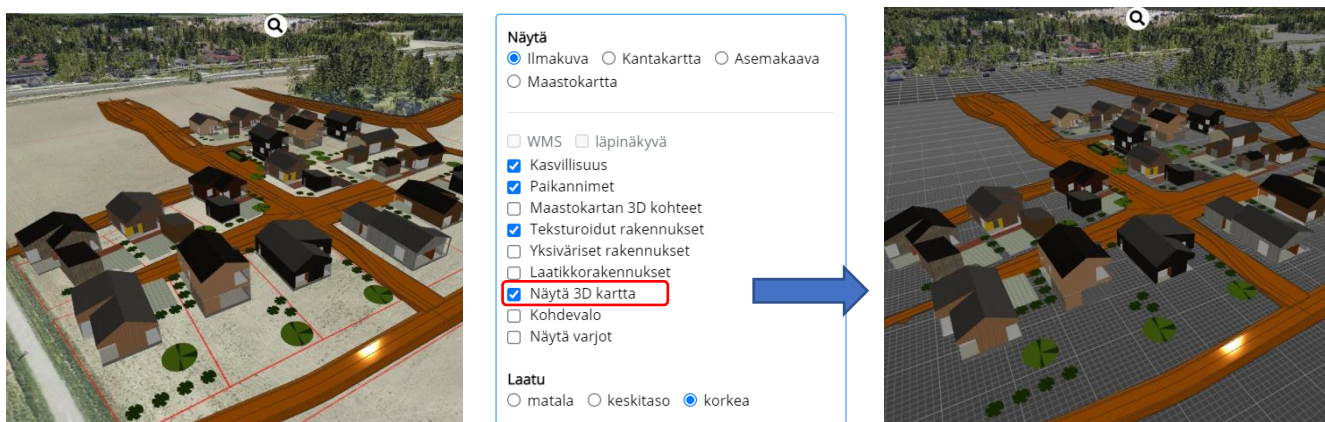 Näytä
Ilmakuva Kantakartta Asemakaava
Maastokartta
WMS läpinäkyvä
Kasvillisuus
Paikannimet
Maastokartan 3D kohteet
Teksturoidut rakennukset
Yksiväriset rakennukset
Laatikkorakennukset
Näytä 3D kartta
Kohdevalo
Näytä varjot
Laatu
matala keskitaso korkea